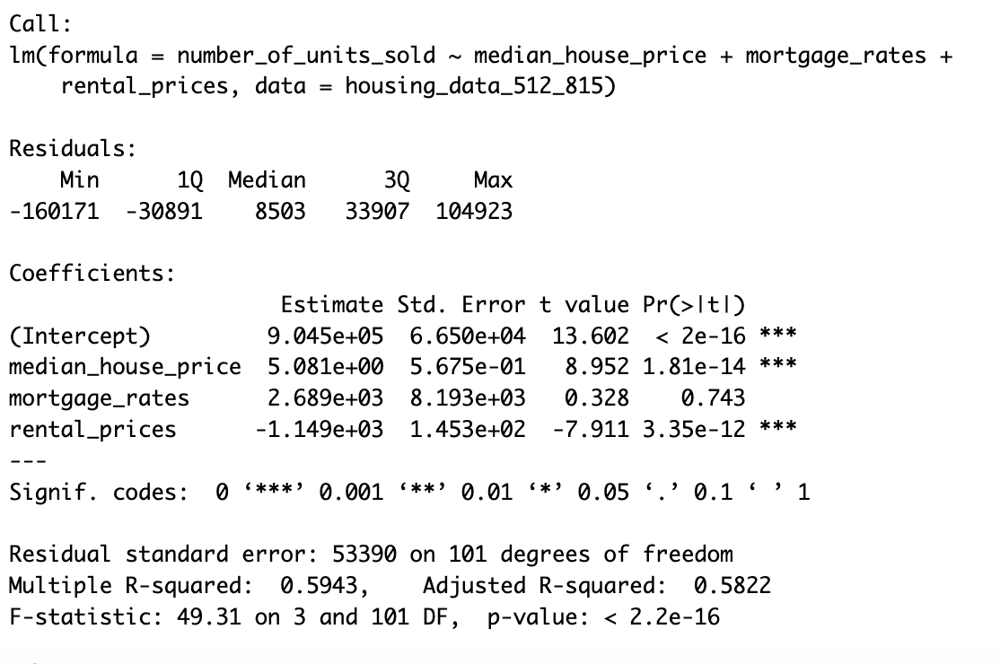 Call:
lm(formula = number_of_units_sold ~ median_house_price + mortgage_rates +
    rental_prices, data = housing_data_512_815)

Residuals:
    Min      1Q  Median      3Q     Max
-160171  -30891    8503   33907  104923

Coefficients:
                     Estimate Std. Error t value Pr(>|t|)
(Intercept)         9.045e+05  6.650e+04  13.602  < 2e-16 ***
median_house_price  5.081e+00  5.675e-01   8.952 1.81e-14 ***
mortgage_rates      2.689e+03  8.193e+03   0.328    0.743
rental_prices      -1.149e+03  1.453e+02  -7.911 3.35e-12 ***
---
Signif. codes:  0 ‘***’ 0.001 ‘**’ 0.01 ‘*’ 0.05 ‘.’ 0.1 ‘ ’ 1

Residual standard error: 53390 on 101 degrees of freedom
Multiple R-squared:  0.5943,    Adjusted R-squared:  0.5822
F-statistic: 49.31 on 3 and 101 DF,  p-value: < 2.2e-16